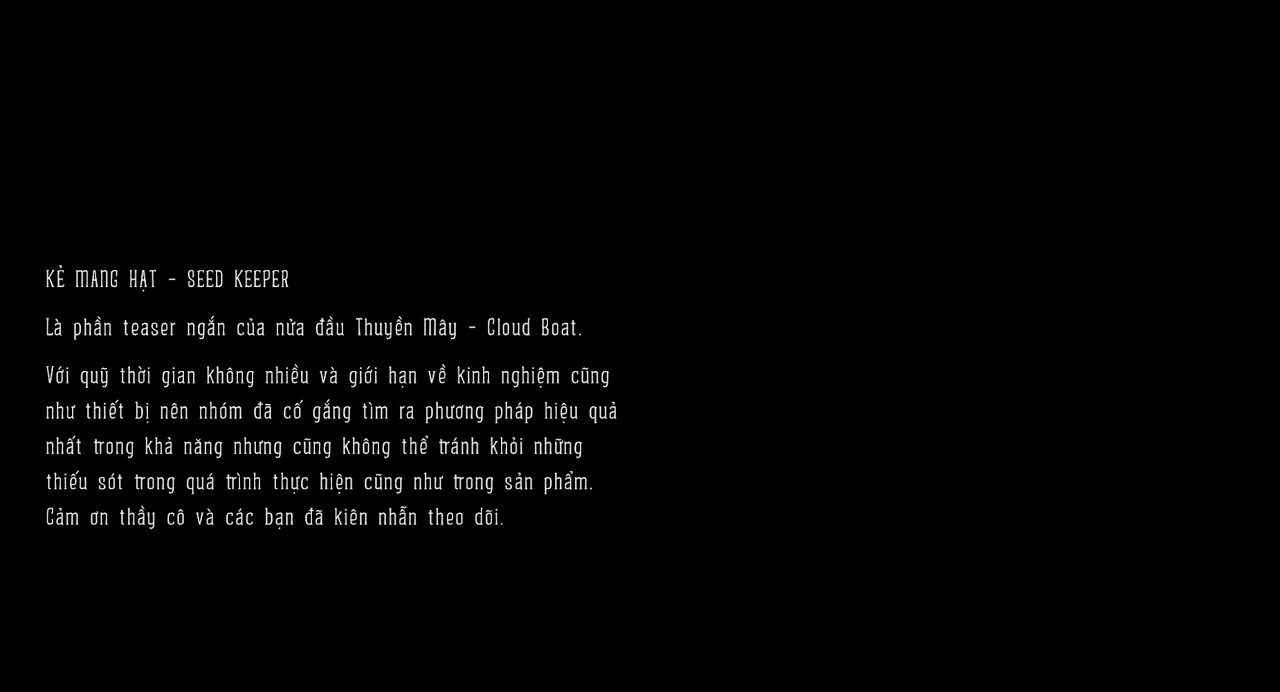 KẺ MANG HẠT - SEED KEEPER
Là phần teaser ngắn của nửa đầu Thuyền Mây - Cloud Boat.
Với quỹ thời gian không nhiều và giới hạn về kinh nghiệm cũng
như thiết bị nên nhóm đã cố gắng tìm ra phương pháp hiệu quả
nhất trong khả năng nhưng cũng không thể tránh khỏi những
thiếu sót trong quá trình thực hiện cũng như trong sản phẩm.
Cảm ơn thầy cô và các bạn đã kiên nhẫn theo dõi.